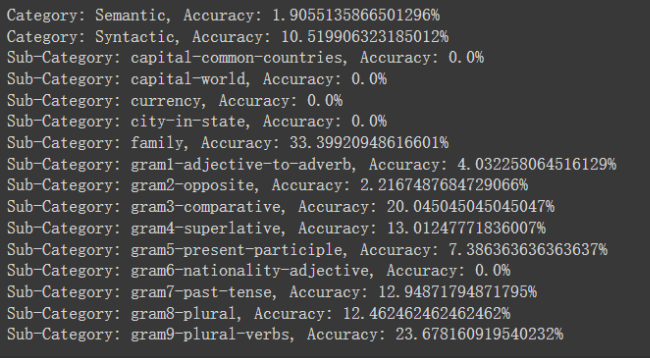 Category: Semantic, Accuracy: 1.9055135866501296%
Category: Syntactic, Accuracy: 10.519906323185012%
Sub-Category: capital-common-countries, Accuracy: 0.0%
Sub-Category: capital-world, Accuracy: 0.0%
Sub-Category: currency, Accuracy: 0.0%
Sub-Category: city-in-state, Accuracy: 0.0%
Sub-Category: family, Accuracy: 33.39920948616601%
Sub-Category: gram1-adjective-to-adverb, Accuracy: 4.032258064516129%
Sub-Category: gram2-opposite, Accuracy: 2.2167487684729066%
Sub-Category: gram3-comparative, Accuracy: 20.045045045045047%
Sub-Category: gram4-superlative, Accuracy: 13.01247771836007%
Sub-Category: gram5-present-participle, Accuracy: 7.386363636363637%
Sub-Category: gram6-nationality-adjective, Accuracy: 0.0%
Sub-Category: gram7-past-tense, Accuracy: 12.94871794871795%
Sub-Category: gram8-plural, Accuracy: 12.462462462462462%
Sub-Category: gram9-plural-verbs, Accuracy: 23.678160919540232%